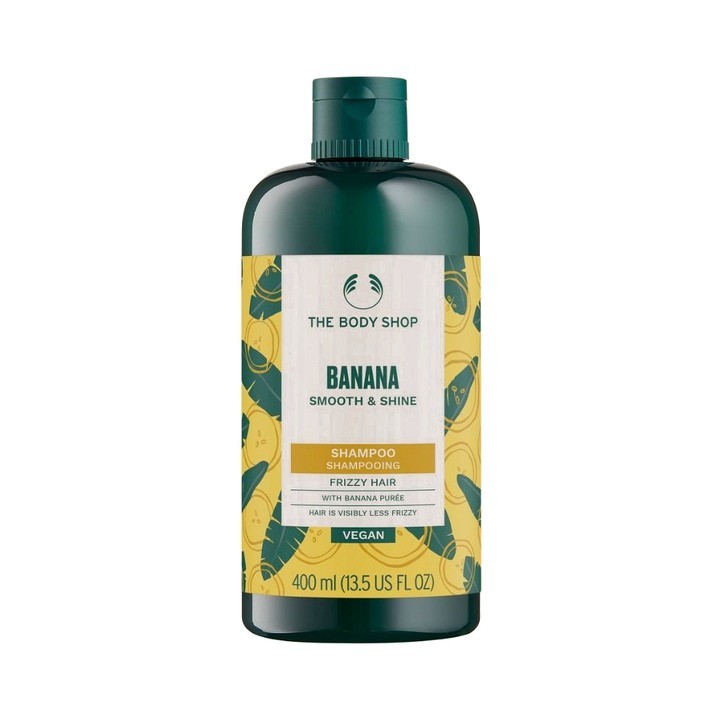 THE BODY SHOP
BANANA
SMOOTH & SHINE
SHAMPOO
SHAMPOOING
FRIZZY HAIR
WITH BANANA PURÉE
HAIR IS VISIBLY LESS FRIZZY
VEGAN
400 ml (13.5 US FL OZ)